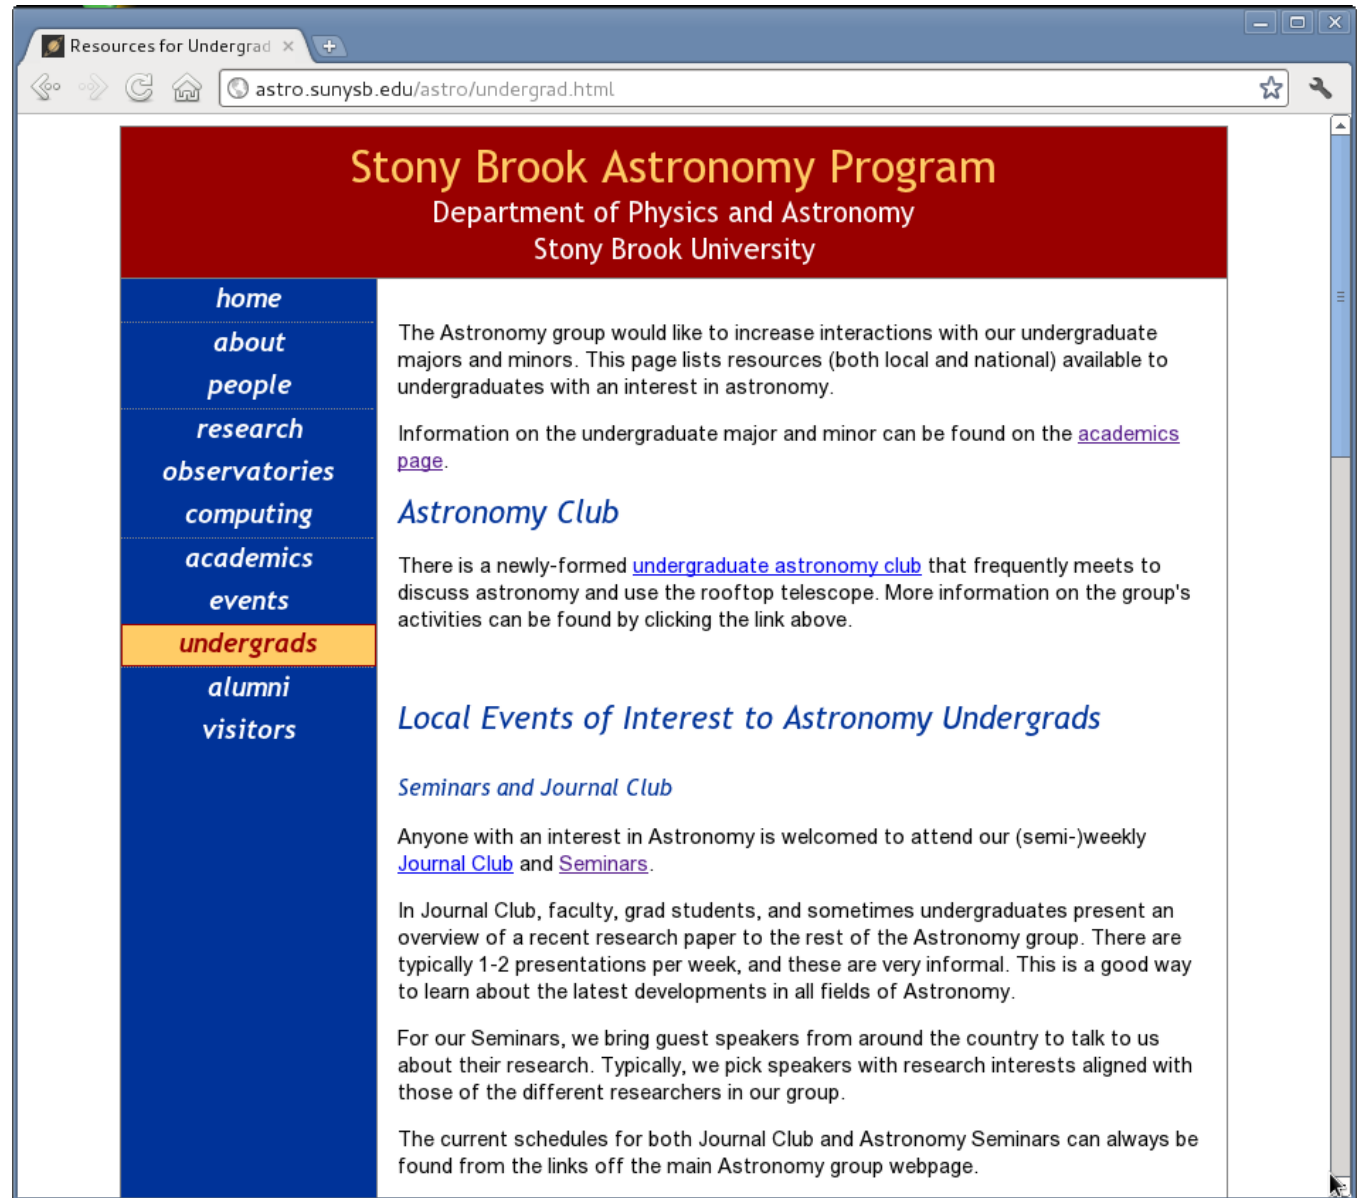 Resources for Undergrad
astro.sunysb.edu/astro/undergrad.html
Stony Brook Astronomy Program
Department of Physics and Astronomy
Stony Brook University
home
about
people
research
observatories
computing
academics
events
undergrads
alumni
visitors
The Astronomy group would like to increase interactions with our undergraduate
majors and minors. This page lists resources (both local and national) available to
undergraduates with an interest in astronomy.
Information on the undergraduate major and minor can be found on the academics
page.
Astronomy Club
There is a newly-formed undergraduate astronomy club that frequently meets to
discuss astronomy and use the rooftop telescope. More information on the group's
activities can be found by clicking the link above.
Local Events of Interest to Astronomy Undergrads
Seminars and Journal Club
Anyone with an interest in Astronomy is welcomed to attend our (semi-)weekly
Journal Club and Seminars.
In Journal Club, faculty, grad students, and sometimes undergraduates present an
overview of a recent research paper to the rest of the Astronomy group. There are
typically 1-2 presentations per week, and these are very informal. This is a good way
to learn about the latest developments in all fields of Astronomy.
For our Seminars, we bring guest speakers from around the country to talk to us
about their research. Typically, we pick speakers with research interests aligned with
those of the different researchers in our group.
The current schedules for both Journal Club and Astronomy Seminars can always be
found from the links off the main Astronomy group webpage.